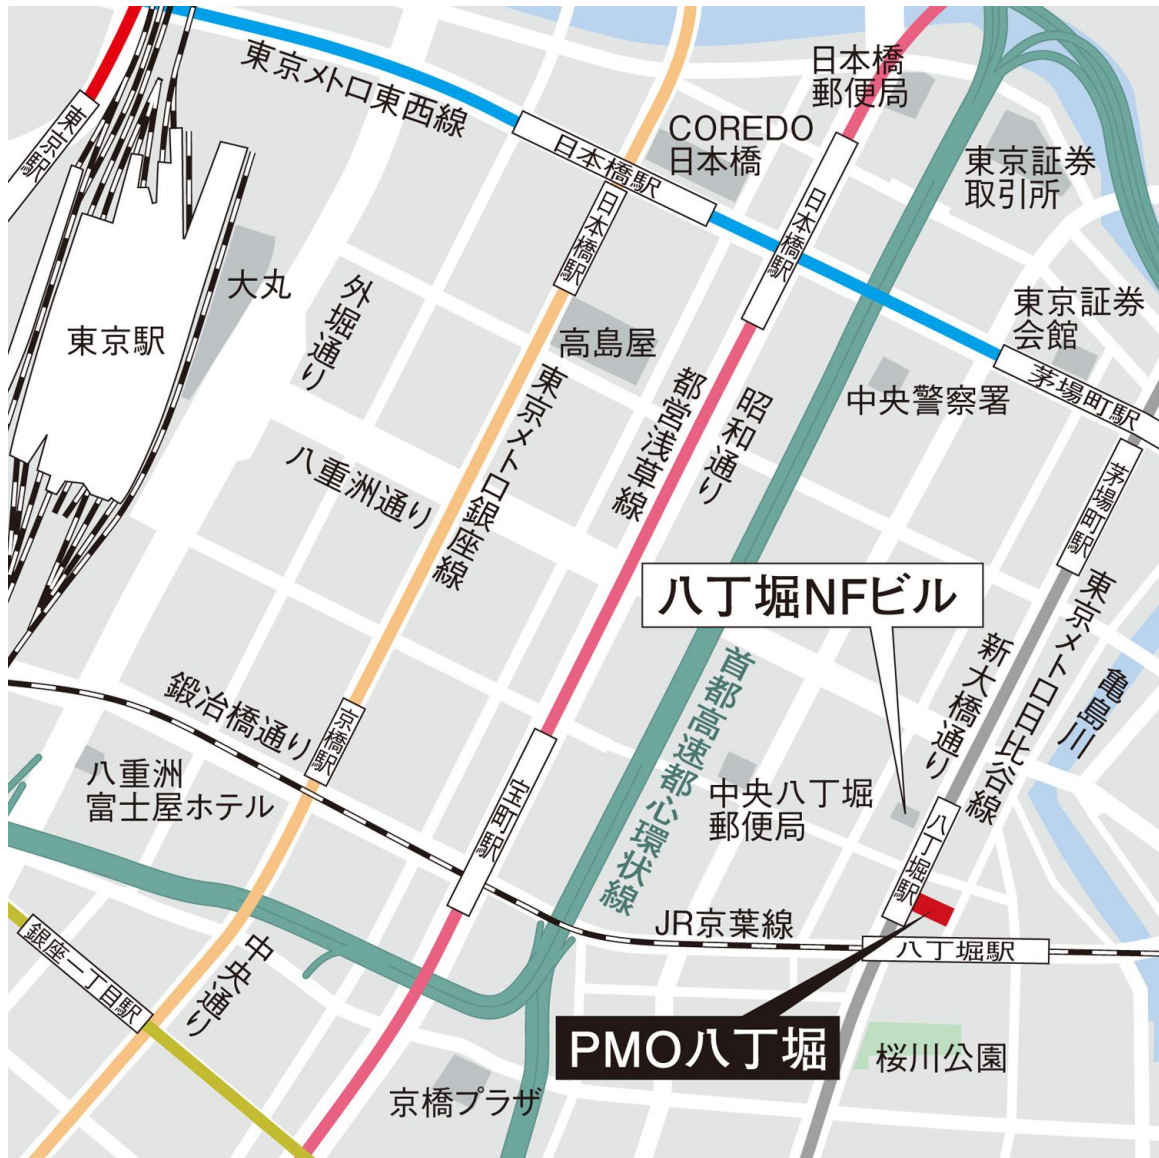 東京メトロ東西線
東京駅
日本橋
郵便局
COREDO
日本橋
日本橋駅
日本橋駅
日本橋駅
東京証券
取引所
大丸
外堀通り
東京駅
高島屋
東京証券
会館
茅場町駅
中央警察署
東京メトロ銀座線
都営浅草線
昭和通り
八重洲通り
茅場町駅
八丁堀NFビル
東京メトロ日比谷線
新大橋通り
亀島川
首都高速都心環状線
鍛冶橋通り
京橋駅
八重洲
富士屋ホテル
宝町駅
中央八丁堀
郵便局
八丁堀駅
JR京葉線
八丁堀駅
銀座一丁目駅
中央通り
PMO八丁堀
桜川公園
京橋プラザ